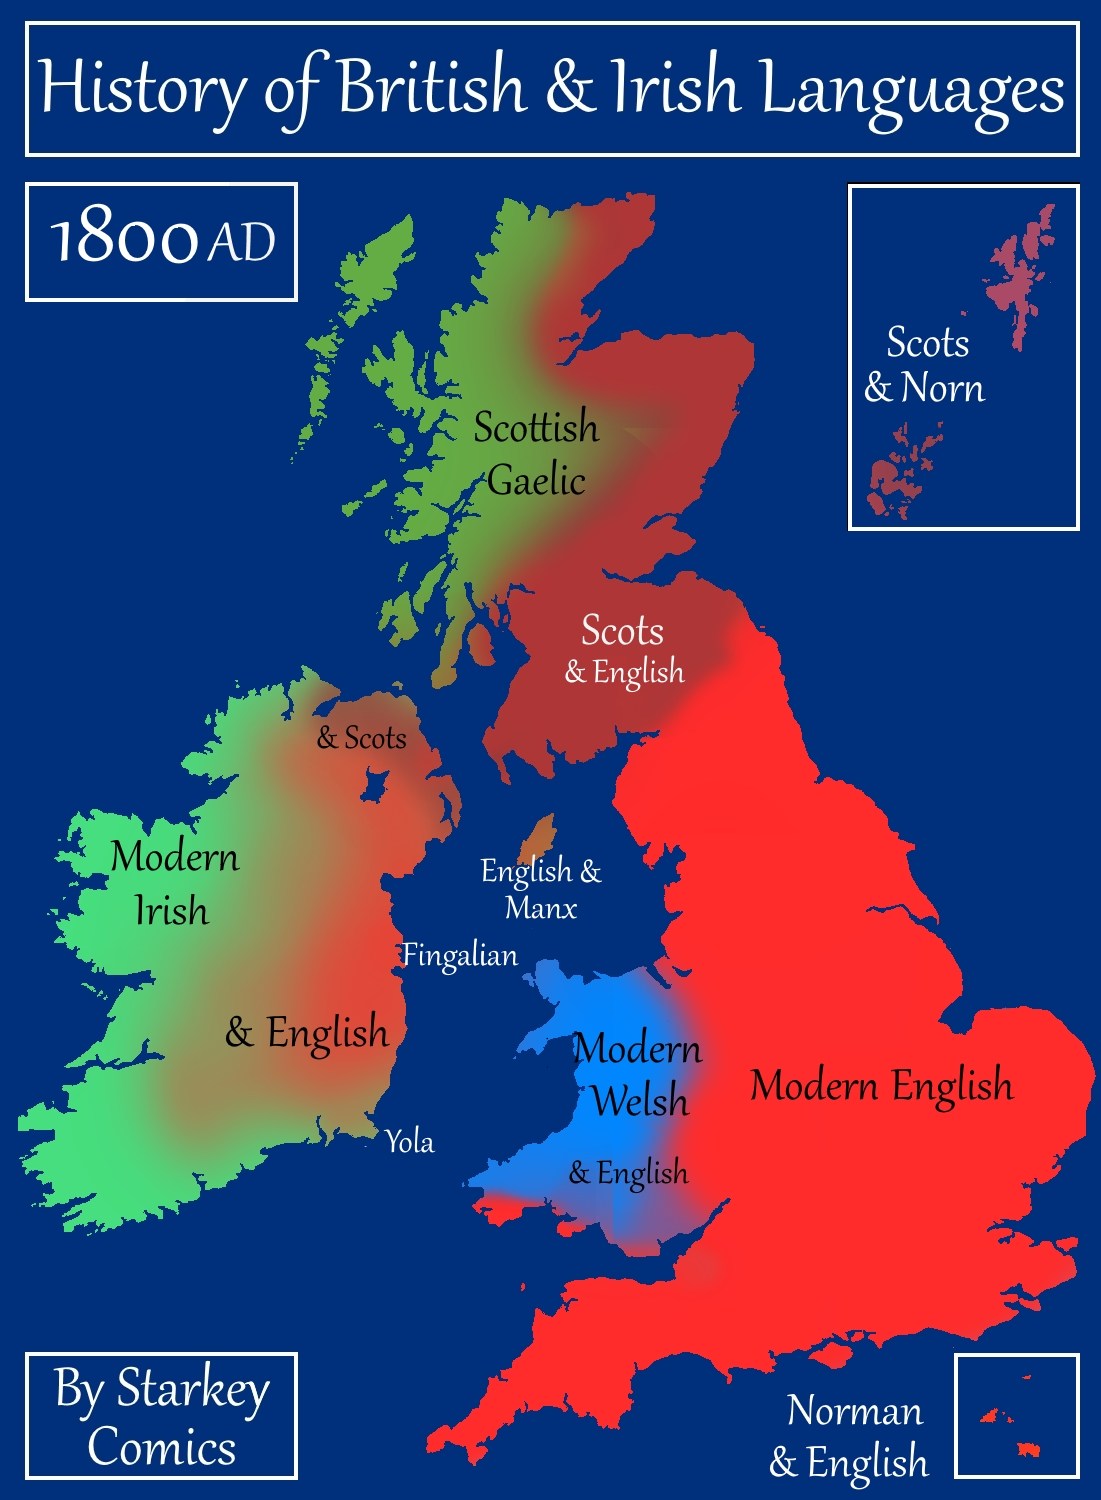 History of British & Irish Languages
1800 AD
Scots
& Norn
Scottish
Gaelic
Scots
& English
& Scots
Modern
Irish
English &
Manx
Fingalian
& English
Modern
Welsh
Modern English
Yola
& English
By Starkey
Comics
Norman
& English